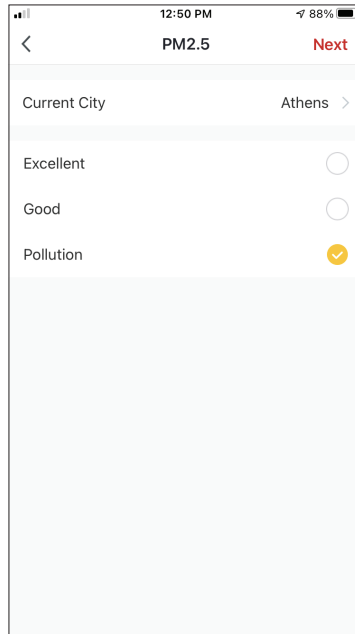 12:50 PM 88%
PM2.5 Next
Current City Athens
Excellent
Good
Pollution